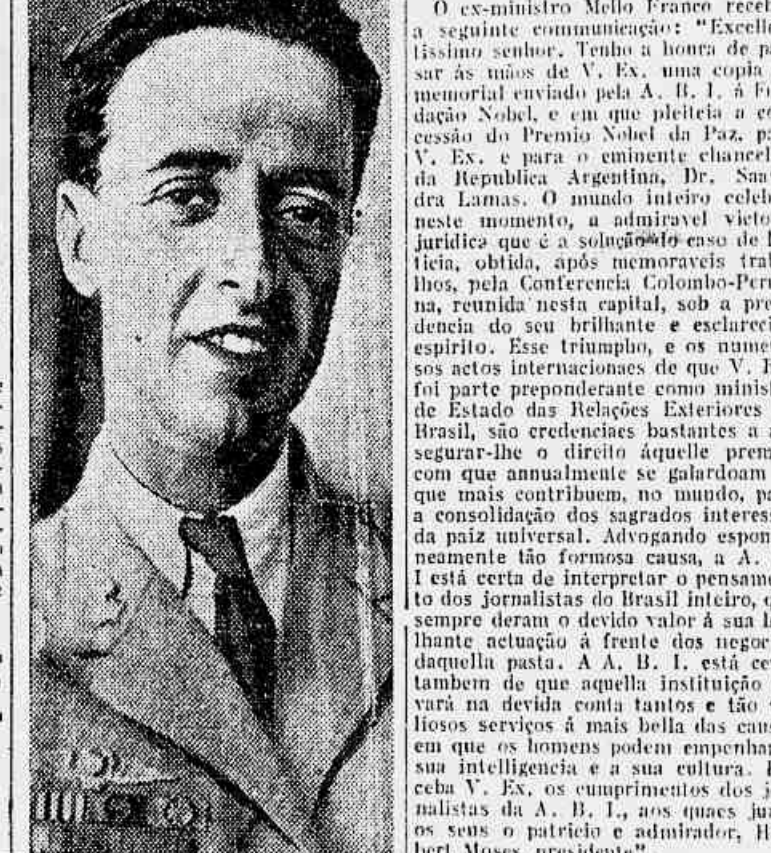 O ex-ministro Mello Franco receb
a seguinte communicação: "Excelle
tissimo senhor. Tenho a honra de p
sar ás mãos de V. Ex. uma copia
memorial enviado pela A. B. I. á F
dação Nobel, e em que pleiteia a c
cessão do Premio Nobel da Paz, pa
V. Ex. e para o eminente chancel
da Republica Argentina, Dr. Saa
dra Lamas. O mundo inteiro celeb
neste momento, a admiravel victo
juridica que é a solução do caso de L
ticia, obtida, após memoraveis tral
lhos, pela Conferencia Colombo-Peru
na, reunida nesta capital, sob a pre
dencia do seu brilhante e esclareci
espirito. Esse triumpho, e os nume
sos actos internacionaes de que V. E
foi parte preponderante como minis
de Estado das Relações Exteriores
Brasil, são credenciaes bastantes a a
segurar-lhe o direito áquelle prem
com que annualmente se galardoam
que mais contribuem, no mundo, pa
a consolidação dos sagrados interess
da paiz universal. Advogando espon
neamente tão formosa causa, a A.
I está certa de interpretar o pensame
to dos jornalistas do Brasil inteiro, q
sempre deram o devido valor á sua b
lhante actuação á frente dos negoc
daquella pasta. A A. B. I. está ce
tambem de que aquella instituição
vará na devida conta tantos e tão
liosos serviços á mais bella das caus
em que os homens podem empenhar
sua intelligencia e a sua cultura. R
ceba V. Ex. os cumprimentos dos j
nalistas da A. B. I., aos quaes ju
os seus o patricio e admirador, H
bert Moses, presidente"